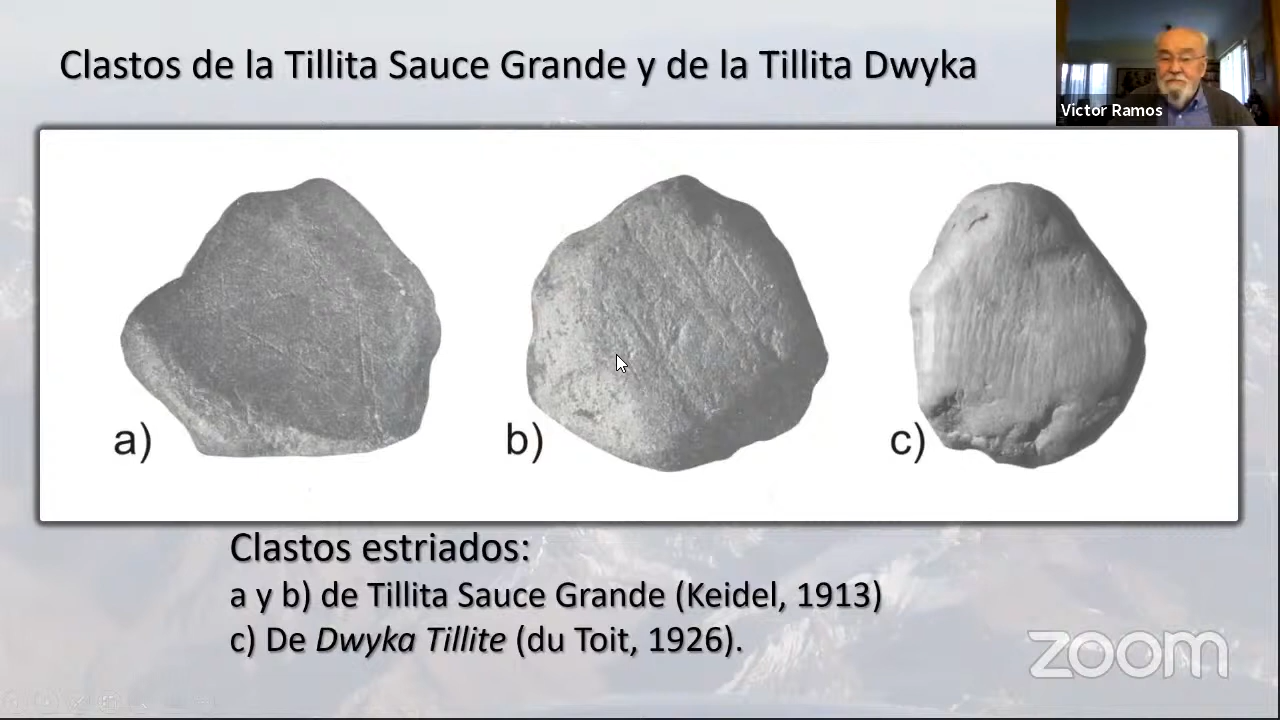 Clastos de la Tillita Sauce Grande y de la Tillita Dwyka
Victor Ramos
a)
b)
c)
Clastos estriados:
a y b) de Tillita Sauce Grande (Keidel, 1913)
c) De Dwyka Tillite (du Toit, 1926).
zoom